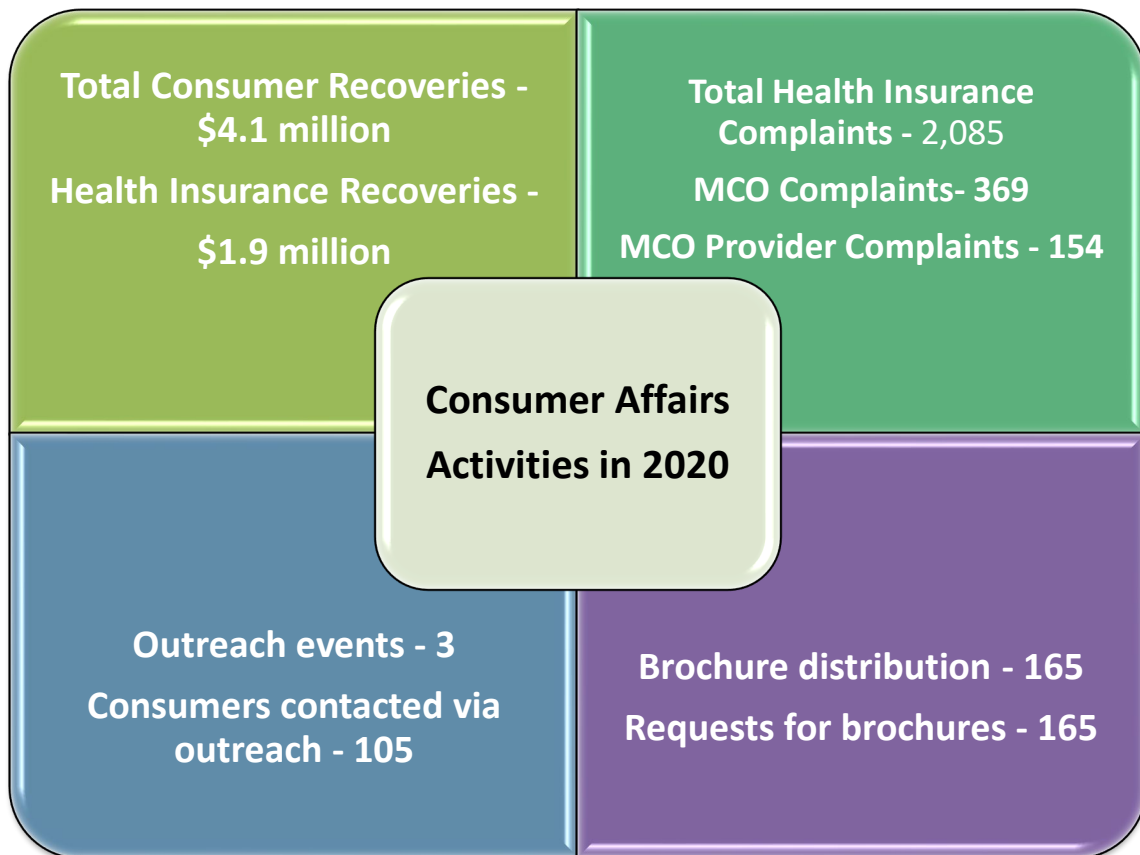 Total Consumer Recoveries -
$4.1 million
Health Insurance Recoveries -
$1.9 million
Total Health Insurance
Complaints - 2,085
MCO Complaints- 369
MCO Provider Complaints - 154
Consumer Affairs
Activities in 2020
Outreach events - 3
Consumers contacted via
outreach - 105
Brochure distribution - 165
Requests for brochures - 165